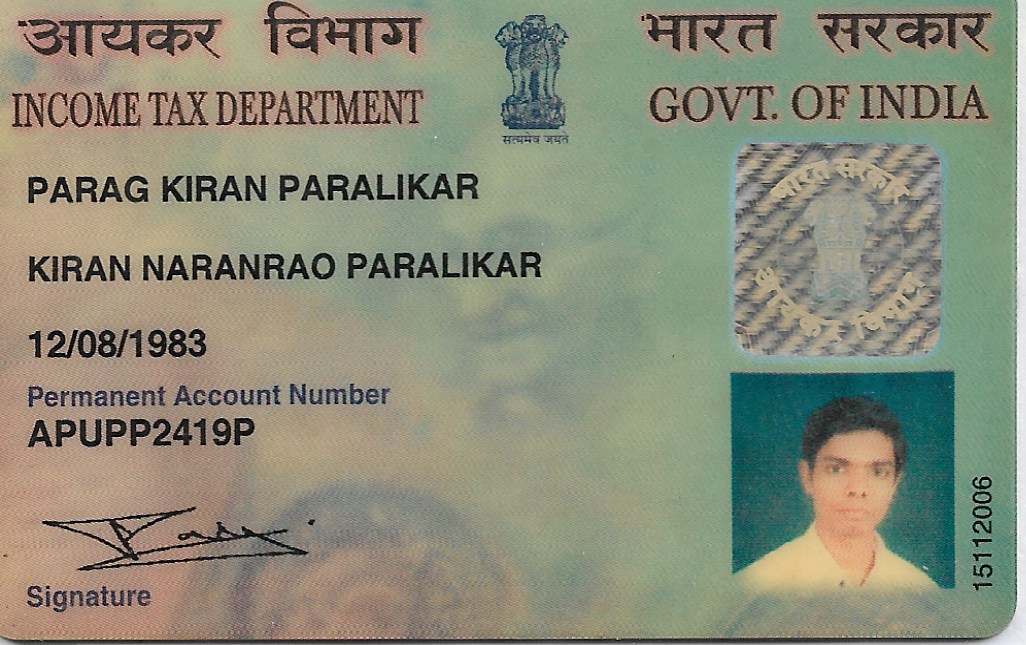 आयकर विभाग
INCOME TAX DEPARTMENT
सत्यमेव जयते
भारत सरकार
GOVT. OF INDIA
PARAG KIRAN PARALIKAR
KIRAN NARANRAO PARALIKAR
12/08/1983
Permanent Account Number
APUPP2419P
Signature
भारत सरकार
आयकर विभाग
15112006